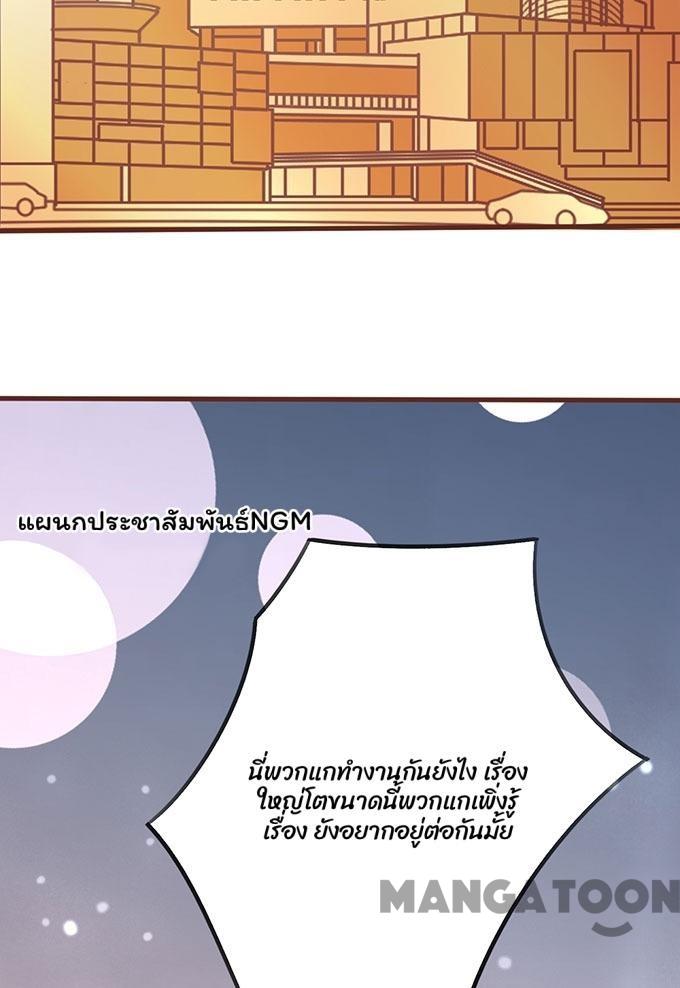 แผนกประชาสัมพันธ์NGM
นี่พวกแกทำงานกันยังไง เรื่อง
ใหญ่โตขนาดนี้พวกแกเพิ่งรู้
เรื่อง ยังอยากอยู่ต่อกันมั้ย
MANGATOON